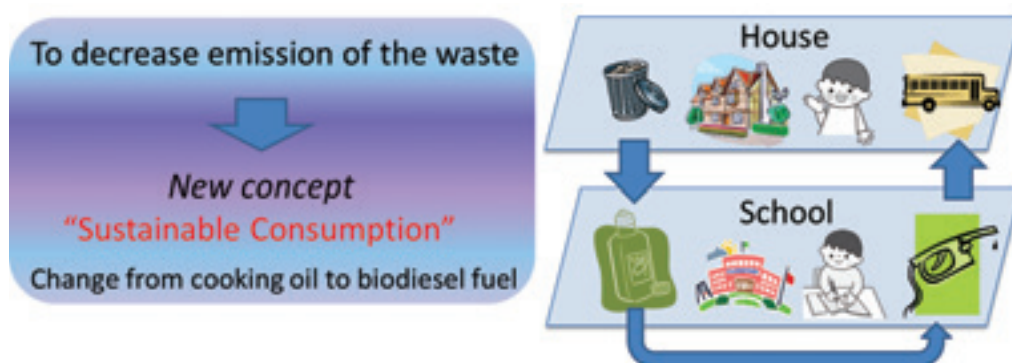 To decrease emission of the waste
New concept
“Sustainable Consumption”
Change from cooking oil to biodiesel fuel
House
School